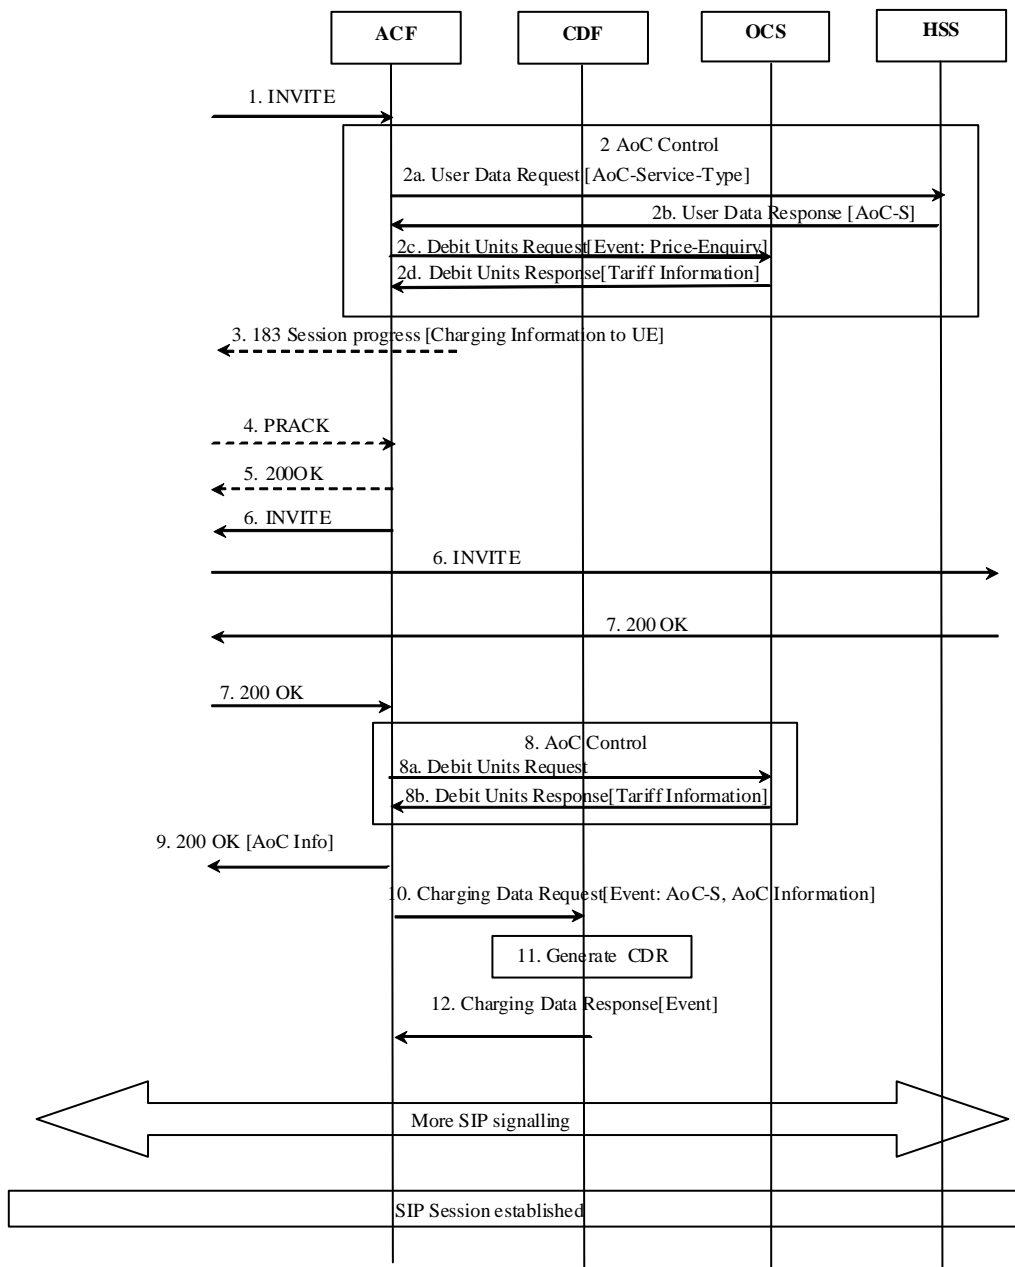 ACF CDF OCS HSS
1. INVITE
2 AoC Control
2a. User Data Request [AoC-Service-Type]
2b. User Data Response [AoC-S]
2c. Debit Units Request[Event: Price-Enquiry]
2d. Debit Units Response[Tariff Information]
3. 183 Session progress [Charging Information to UE]
4. PRACK
5. 200OK
6. INVITE
6. INVITE
7. 200 OK
7. 200 OK
8. AoC Control
8a. Debit Units Request
8b. Debit Units Response[Tariff Information]
9. 200 OK [AoC Info]
10. Charging Data Request[Event: AoC-S, AoC Information]
11. Generate CDR
12. Charging Data Response[Event]
More SIP signalling
SIP Session established